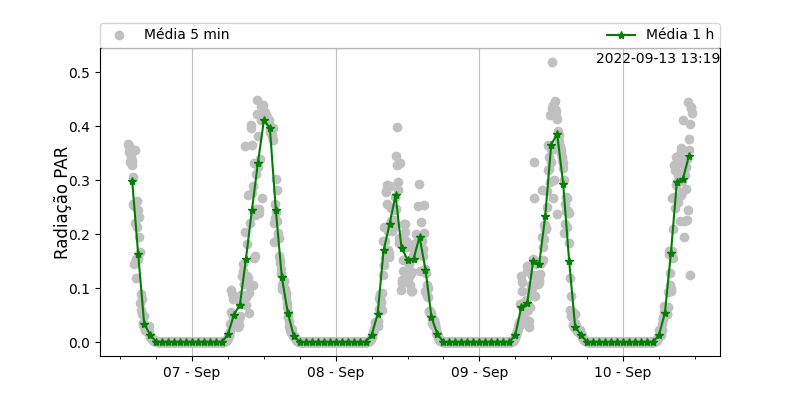 Média 5 min
Média 1 h
2022-09-13 13:19
Radiação PAR
0.5
0.4
0.3
0.2
0.1
0.0
07 - Sep
08 - Sep
09 - Sep
10 - Sep